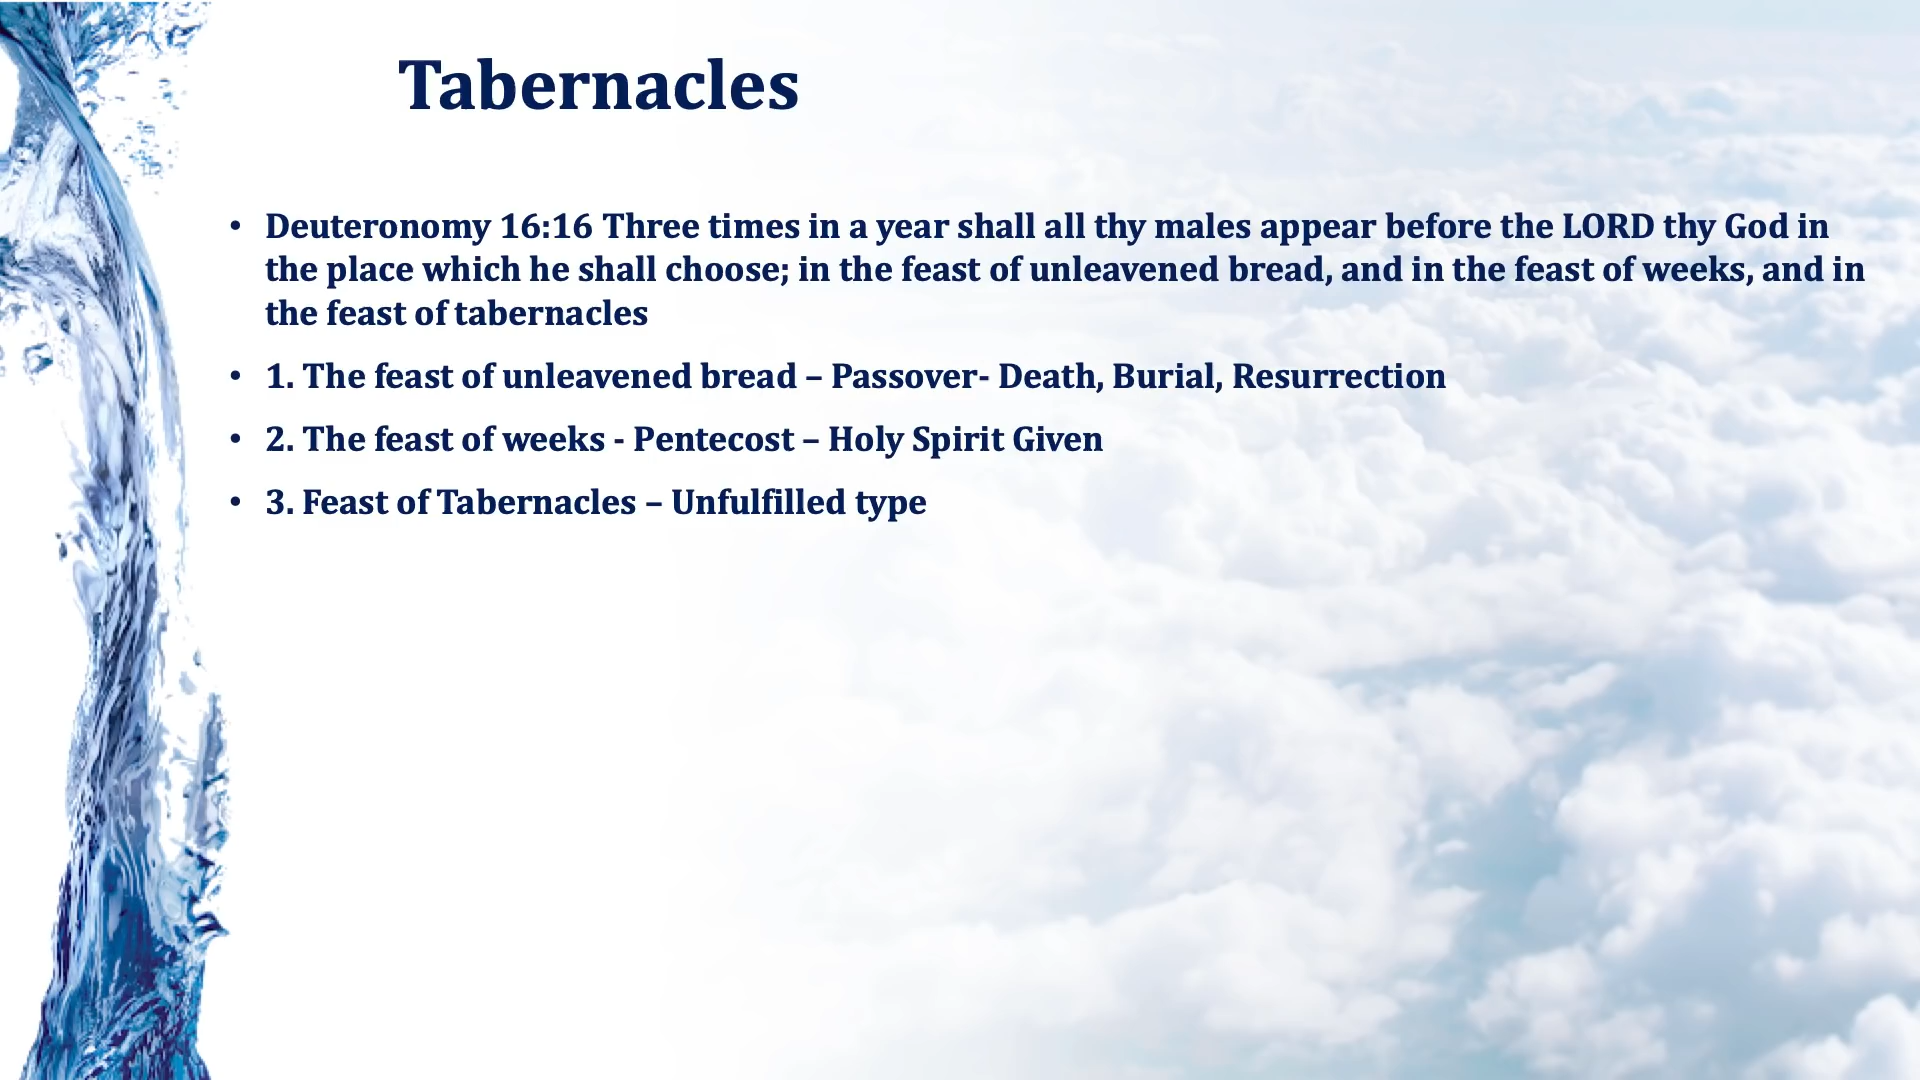 Tabernacles
• Deuteronomy 16:16 Three times in a year shall all thy males appear before the LORD thy God in
the place which he shall choose; in the feast of unleavened bread, and in the feast of weeks, and in
the feast of tabernacles
• 1. The feast of unleavened bread – Passover- Death, Burial, Resurrection
• 2. The feast of weeks - Pentecost – Holy Spirit Given
• 3. Feast of Tabernacles – Unfulfilled type